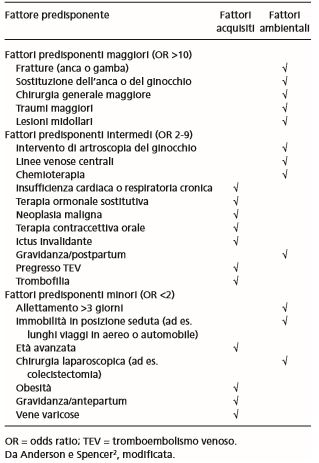 Fattore predisponente Fattori acquisiti Fattori ambientali
Fattori predisponenti maggiori (OR >10)
Fratture (anca o gamba) √
Sostituzione dell'anca o del ginocchio √
Chirurgia generale maggiore √
Traumi maggiori √
Lesioni midollari √
Fattori predisponenti intermedi (OR 2-9)
Intervento di artroscopia del ginocchio √
Linee venose centrali √
Chemioterapia √
Insufficienza cardiaca o respiratoria cronica √
Terapia ormonale sostitutiva √
Neoplasia maligna √
Terapia contraccettiva orale √
Ictus invalidante √
Gravidanza/postpartum √
Pregresso TEV √
Trombofilia √
Fattori predisponenti minori (OR <2)
Allettamento >3 giorni √
Immobilità in posizione seduta (ad es. √
lunghi viaggi in aereo o automobile)
Età avanzata √
Chirurgia laparoscopica (ad es. √
colecistectomia)
Obesità √
Gravidanza/antepartum √
Vene varicose √
OR = odds ratio; TEV = tromboembolismo venoso.
Da Anderson e Spencer², modificata.